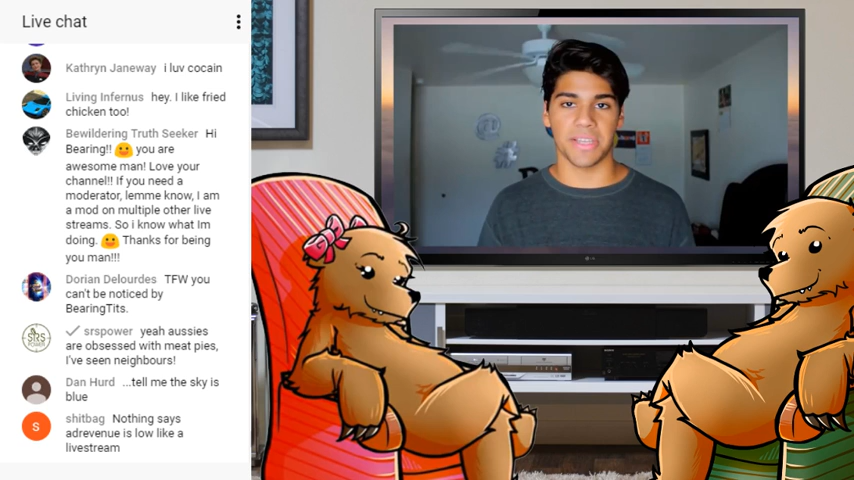 Live chat
Kathryn Janeway i luv cocain
Living Infernus hey. I like fried
chicken too!
Bewildering Truth Seeker Hi
Bearing!! you are
awesome man! Love your
channel!! If you need a
moderator, lemme know, I am
a mod on multiple other live
streams. So i know what Im
doing. Thanks for being
you man!!!
Dorian Delourdes TFW you
can't be noticed by
BearingTits.
SRS
POWER
srspower yeah aussies
are obsessed with meat pies,
I've seen neighbours!
Dan Hurd ...tell me the sky is
blue
s
shitbag Nothing says
adrevenue is low like a
livestream
LG